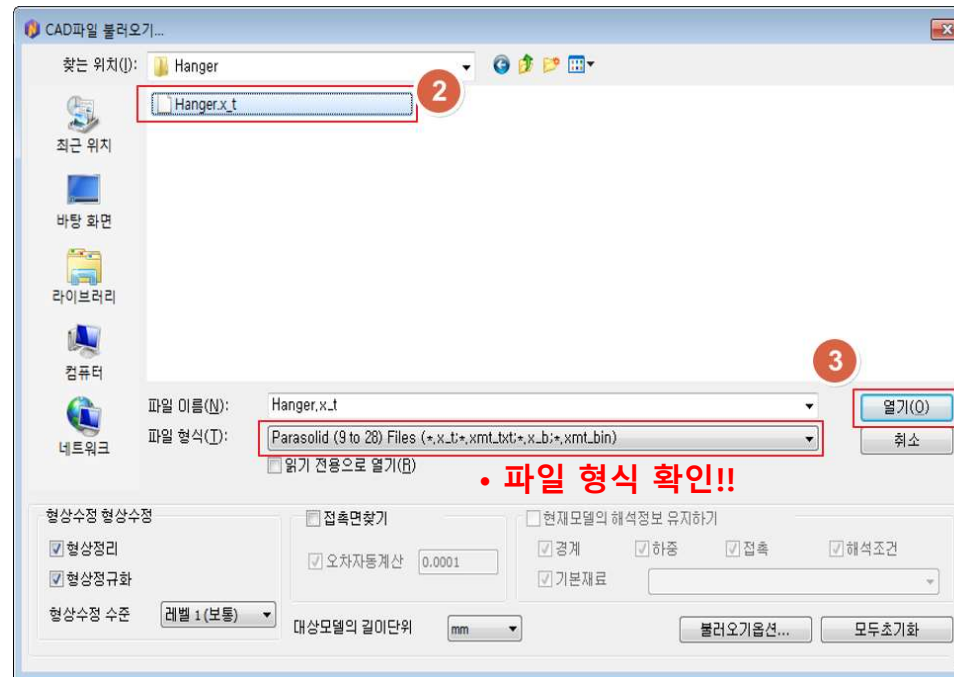 CAD파일 불러오기...
찾는 위치(I): Hanger
2
Hanger.x_t
최근 위치
바탕 화면
라이브러리
컴퓨터
네트워크
3
파일 이름(N): Hanger.x_t 열기(O)
파일 형식(T): Parasolid (9 to 28) Files (*.x_t;*.xmt_txt;*.x_b;*.xmt_bin) 취소
읽기 전용으로 열기(R)
• 파일 형식 확인!!
형상수정 형상수정 접촉면찾기 현재모델의 해석정보 유지하기
형상정리 오차자동계산 0.0001 경계 하중 접촉 해석조건
형상정규화 기본재료
형상수정 수준 레벨 1 (보통) 대상모델의 길이단위 mm 불러오기옵션... 모두초기화